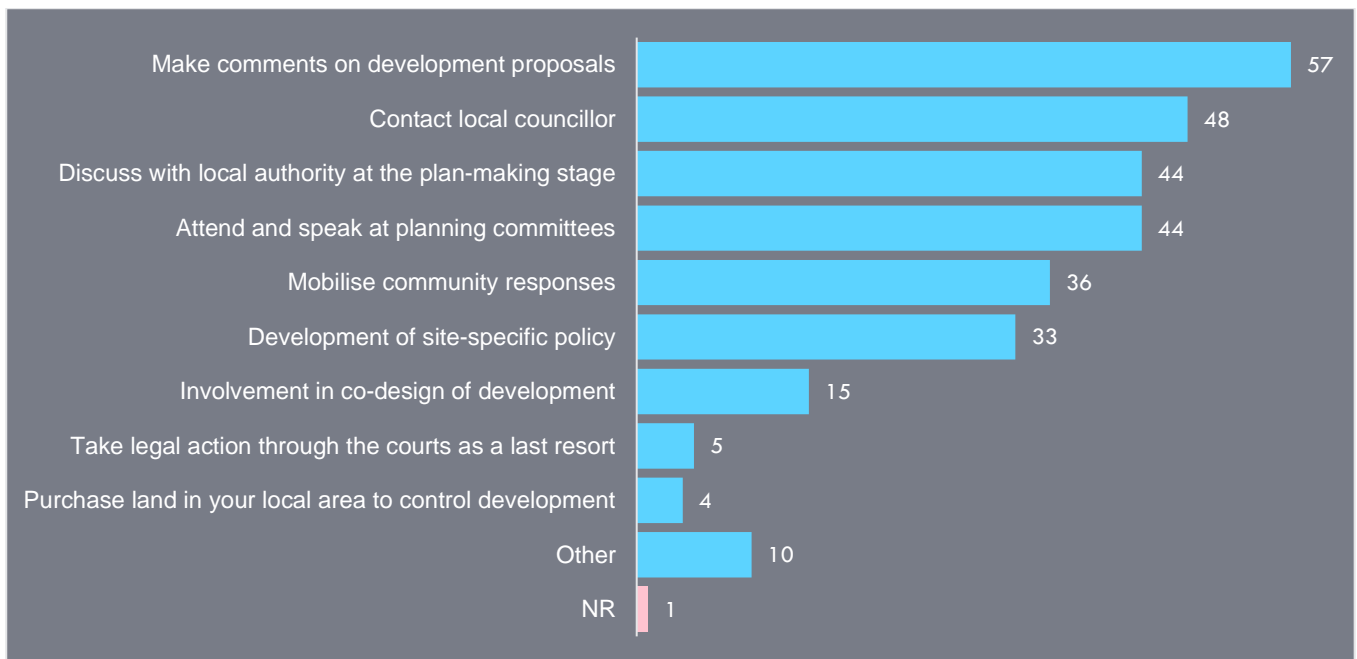 Make comments on development proposals 57
Contact local councillor 48
Discuss with local authority at the plan-making stage 44
Attend and speak at planning committees 44
Mobilise community responses 36
Development of site-specific policy 33
Involvement in co-design of development 15
Take legal action through the courts as a last resort 5
Purchase land in your local area to control development 4
Other 10
NR 1